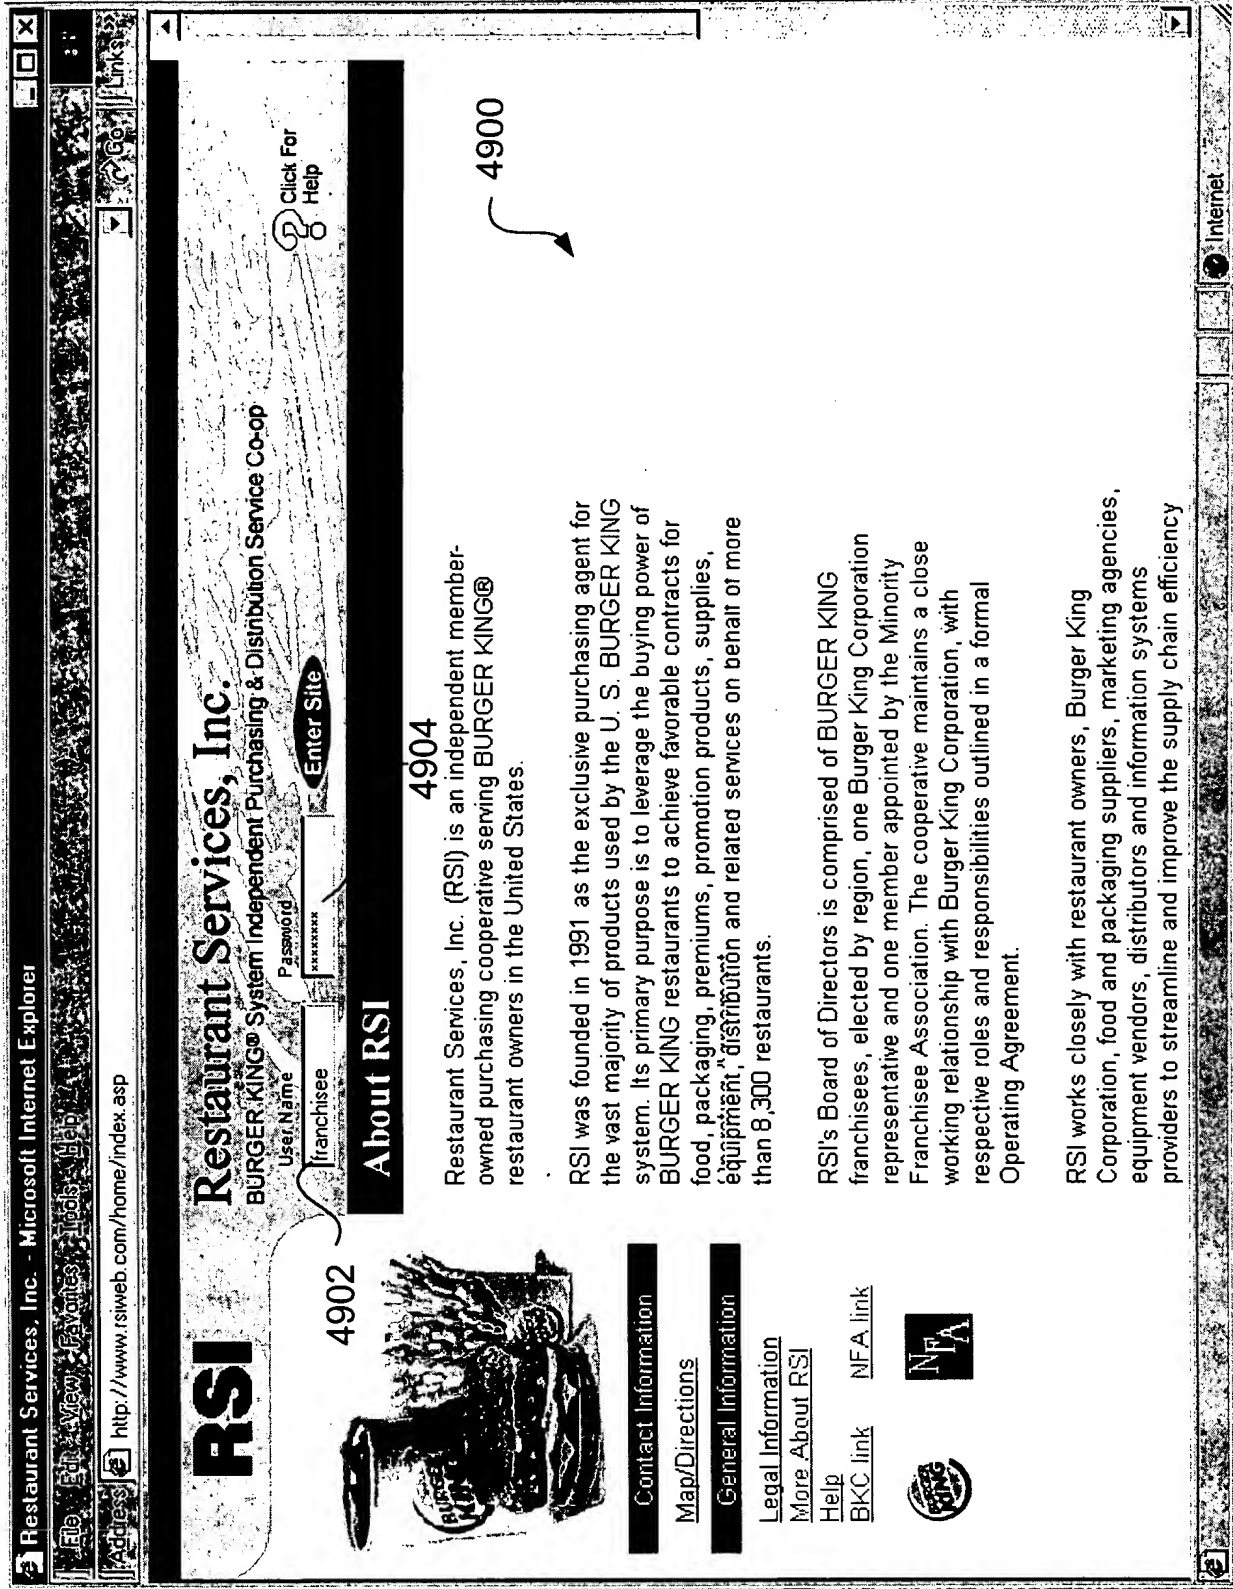 Restaurant Services, Inc. - Microsoft Internet Explorer
File Edit View Favorites Tools Help
Address http://www.rsiweb.com/home/index.asp Go Links
RSI
Restaurant Services, Inc.
BURGER KING® System Independent Purchasing & Distribution Service Co-op
User Name Password
franchisee ******** Enter Site
Click For
Help
4902
4904
4900
About RSI
Restaurant Services, Inc. (RSI) is an independent member-
owned purchasing cooperative serving BURGER KING®
restaurant owners in the United States.
RSI was founded in 1991 as the exclusive purchasing agent for
the vast majority of products used by the U. S. BURGER KING
system. Its primary purpose is to leverage the buying power of
BURGER KING restaurants to achieve favorable contracts for
food, packaging, premiums, promotion products, supplies,
equipment, distribution and related services on behalf of more
than 8,300 restaurants.
RSI's Board of Directors is comprised of BURGER KING
franchisees, elected by region, one Burger King Corporation
representative and one member appointed by the Minority
Franchisee Association. The cooperative maintains a close
working relationship with Burger King Corporation, with
respective roles and responsibilities outlined in a formal
Operating Agreement.
RSI works closely with restaurant owners, Burger King
Corporation, food and packaging suppliers, marketing agencies,
equipment vendors, distributors and information systems
providers to streamline and improve the supply chain efficiency
BURGER
KING
Contact Information
Map/Directions
General Information
Legal Information
More About RSI
Help
BKC link NFA link
BURGER
KING
NFA
Internet